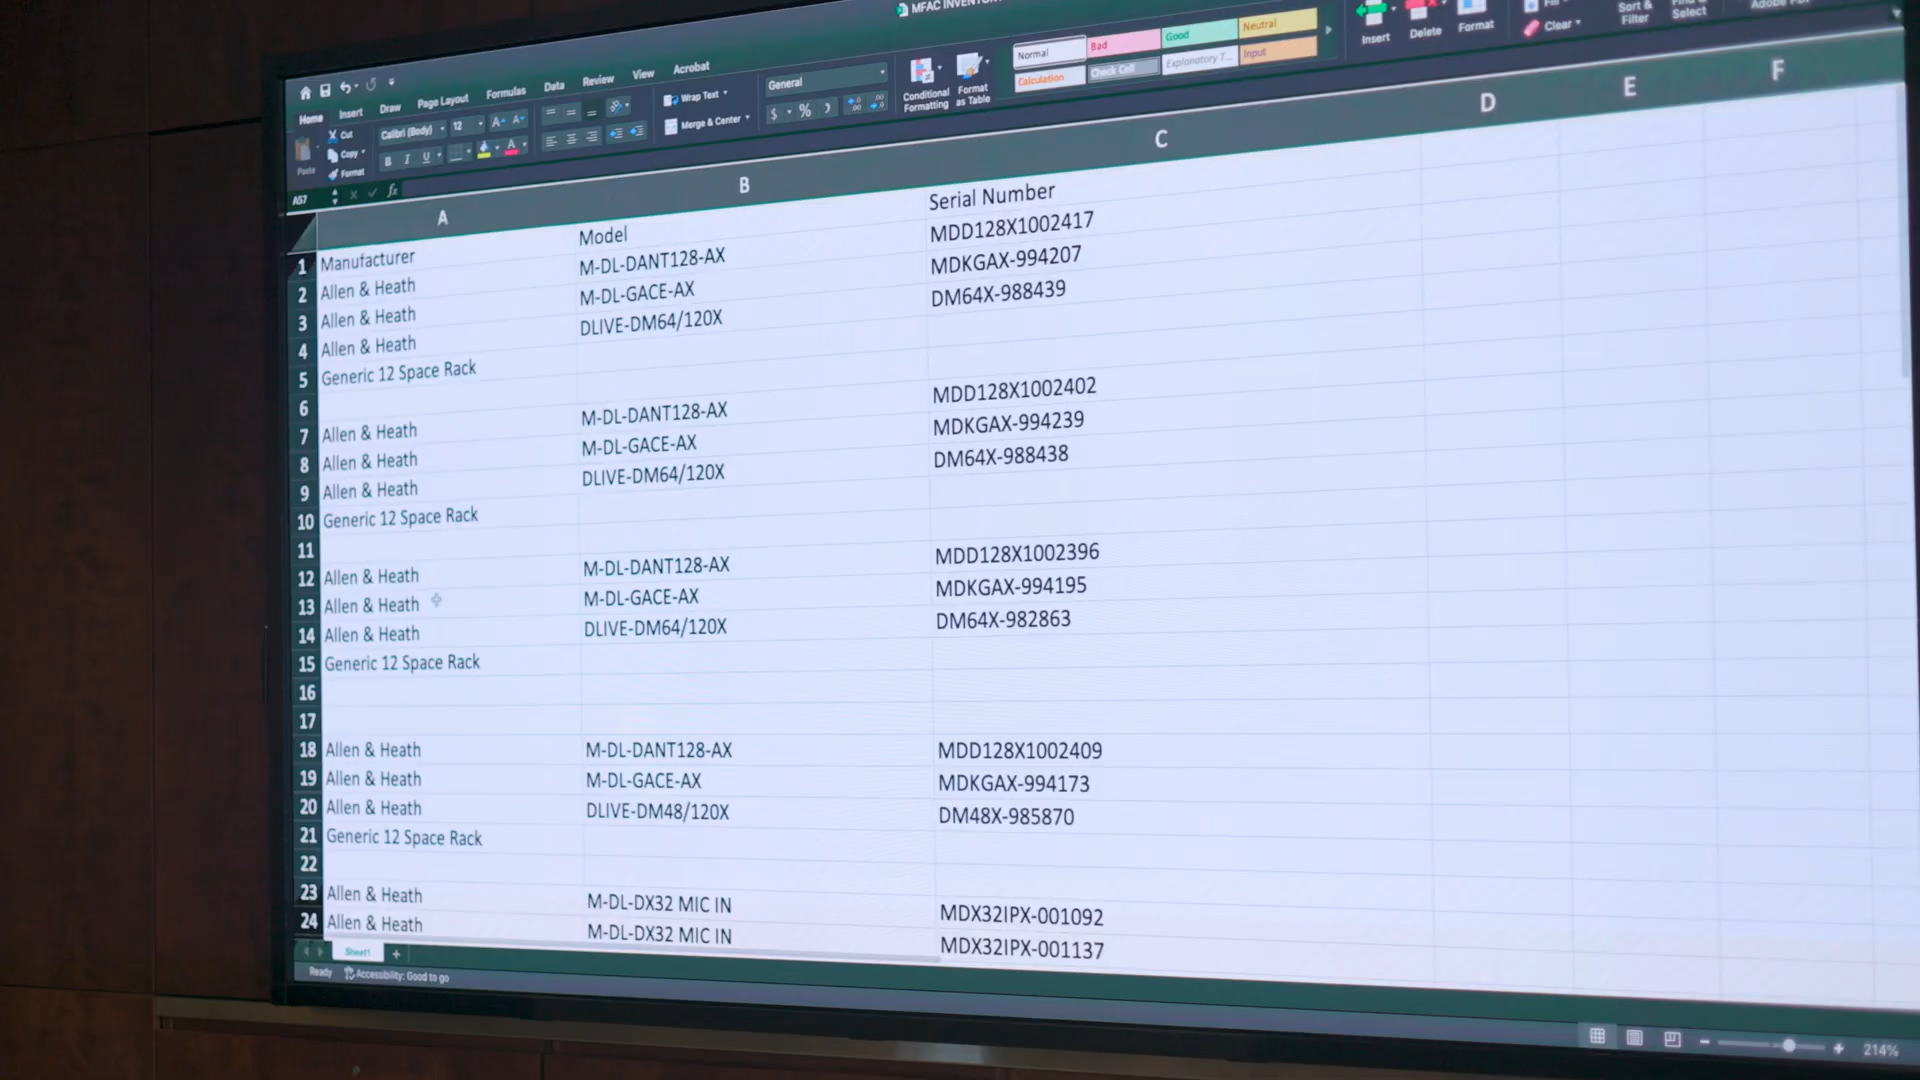 MFAC INVENTOR
Home Insert Draw Page Layout Formulas Data Review View Acrobat
Paste Cut Copy Format
Calibri (Body) 12 A A
B I U A
Wrap Text
Merge & Center
General
$ %
Conditional Formatting
Format as Table
Normal Bad Good Neutral
Calculation Check Cell Explanatory T... Input
Insert Delete Format
Clear
Sort & Filter
Select
A57 fx
A B C D E F
1 Manufacturer Model Serial Number
2 Allen & Heath M-DL-DANT128-AX MDD128X1002417
3 Allen & Heath M-DL-GACE-AX MDKGAX-994207
4 Allen & Heath DLIVE-DM64/120X DM64X-988439
5 Generic 12 Space Rack
6
7 Allen & Heath M-DL-DANT128-AX MDD128X1002402
8 Allen & Heath M-DL-GACE-AX MDKGAX-994239
9 Allen & Heath DLIVE-DM64/120X DM64X-988438
10 Generic 12 Space Rack
11
12 Allen & Heath M-DL-DANT128-AX MDD128X1002396
13 Allen & Heath M-DL-GACE-AX MDKGAX-994195
14 Allen & Heath DLIVE-DM64/120X DM64X-982863
15 Generic 12 Space Rack
16
17
18 Allen & Heath M-DL-DANT128-AX MDD128X1002409
19 Allen & Heath M-DL-GACE-AX MDKGAX-994173
20 Allen & Heath DLIVE-DM48/120X DM48X-985870
21 Generic 12 Space Rack
22
23 Allen & Heath M-DL-DX32 MIC IN MDX32IPX-001092
24 Allen & Heath M-DL-DX32 MIC IN MDX32IPX-001137
Sheet1 +
Ready Accessibility: Good to go
214%